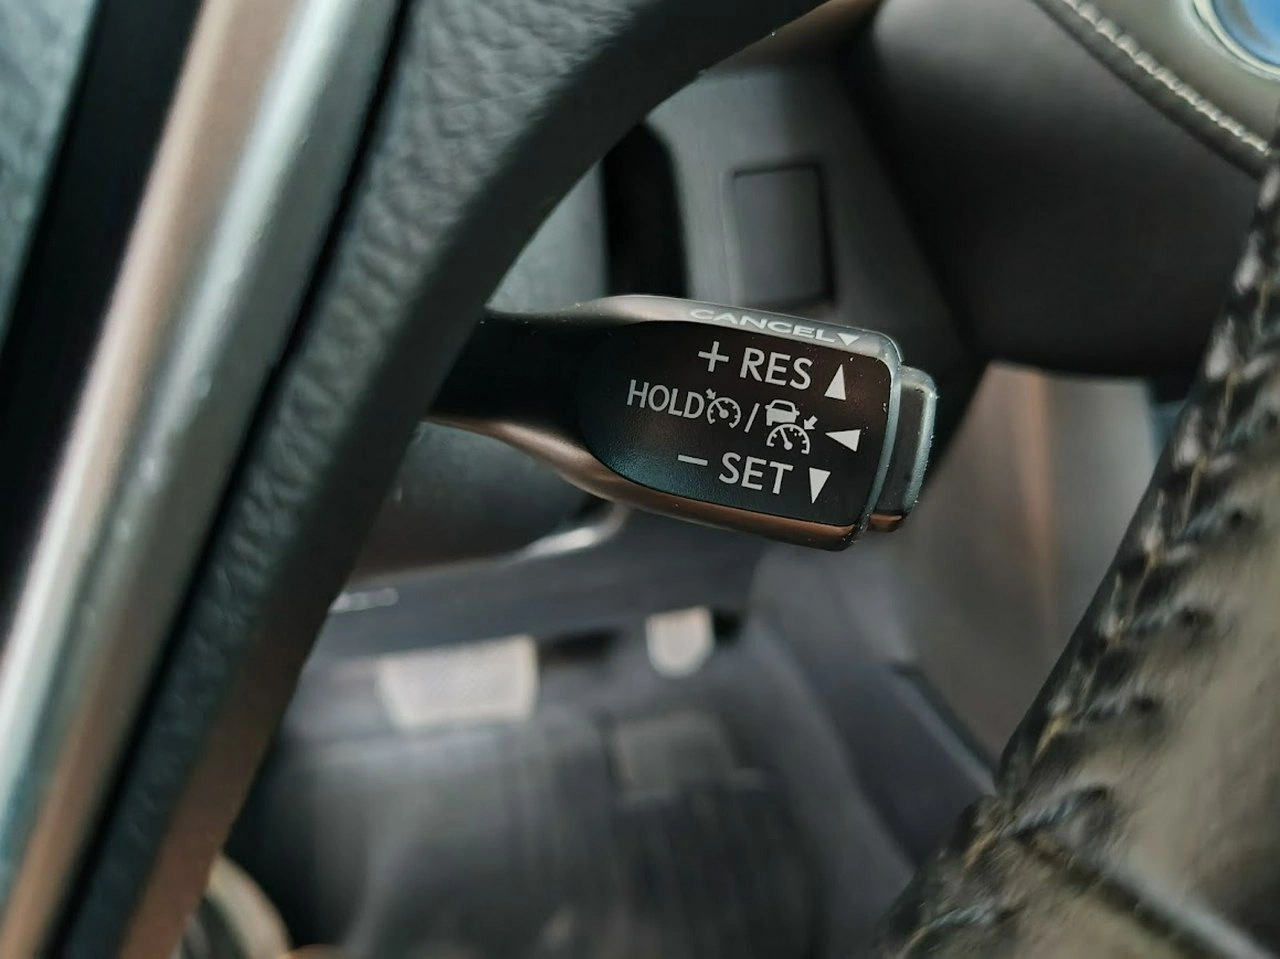 CANCEL
+ RES
HOLD /
− SET